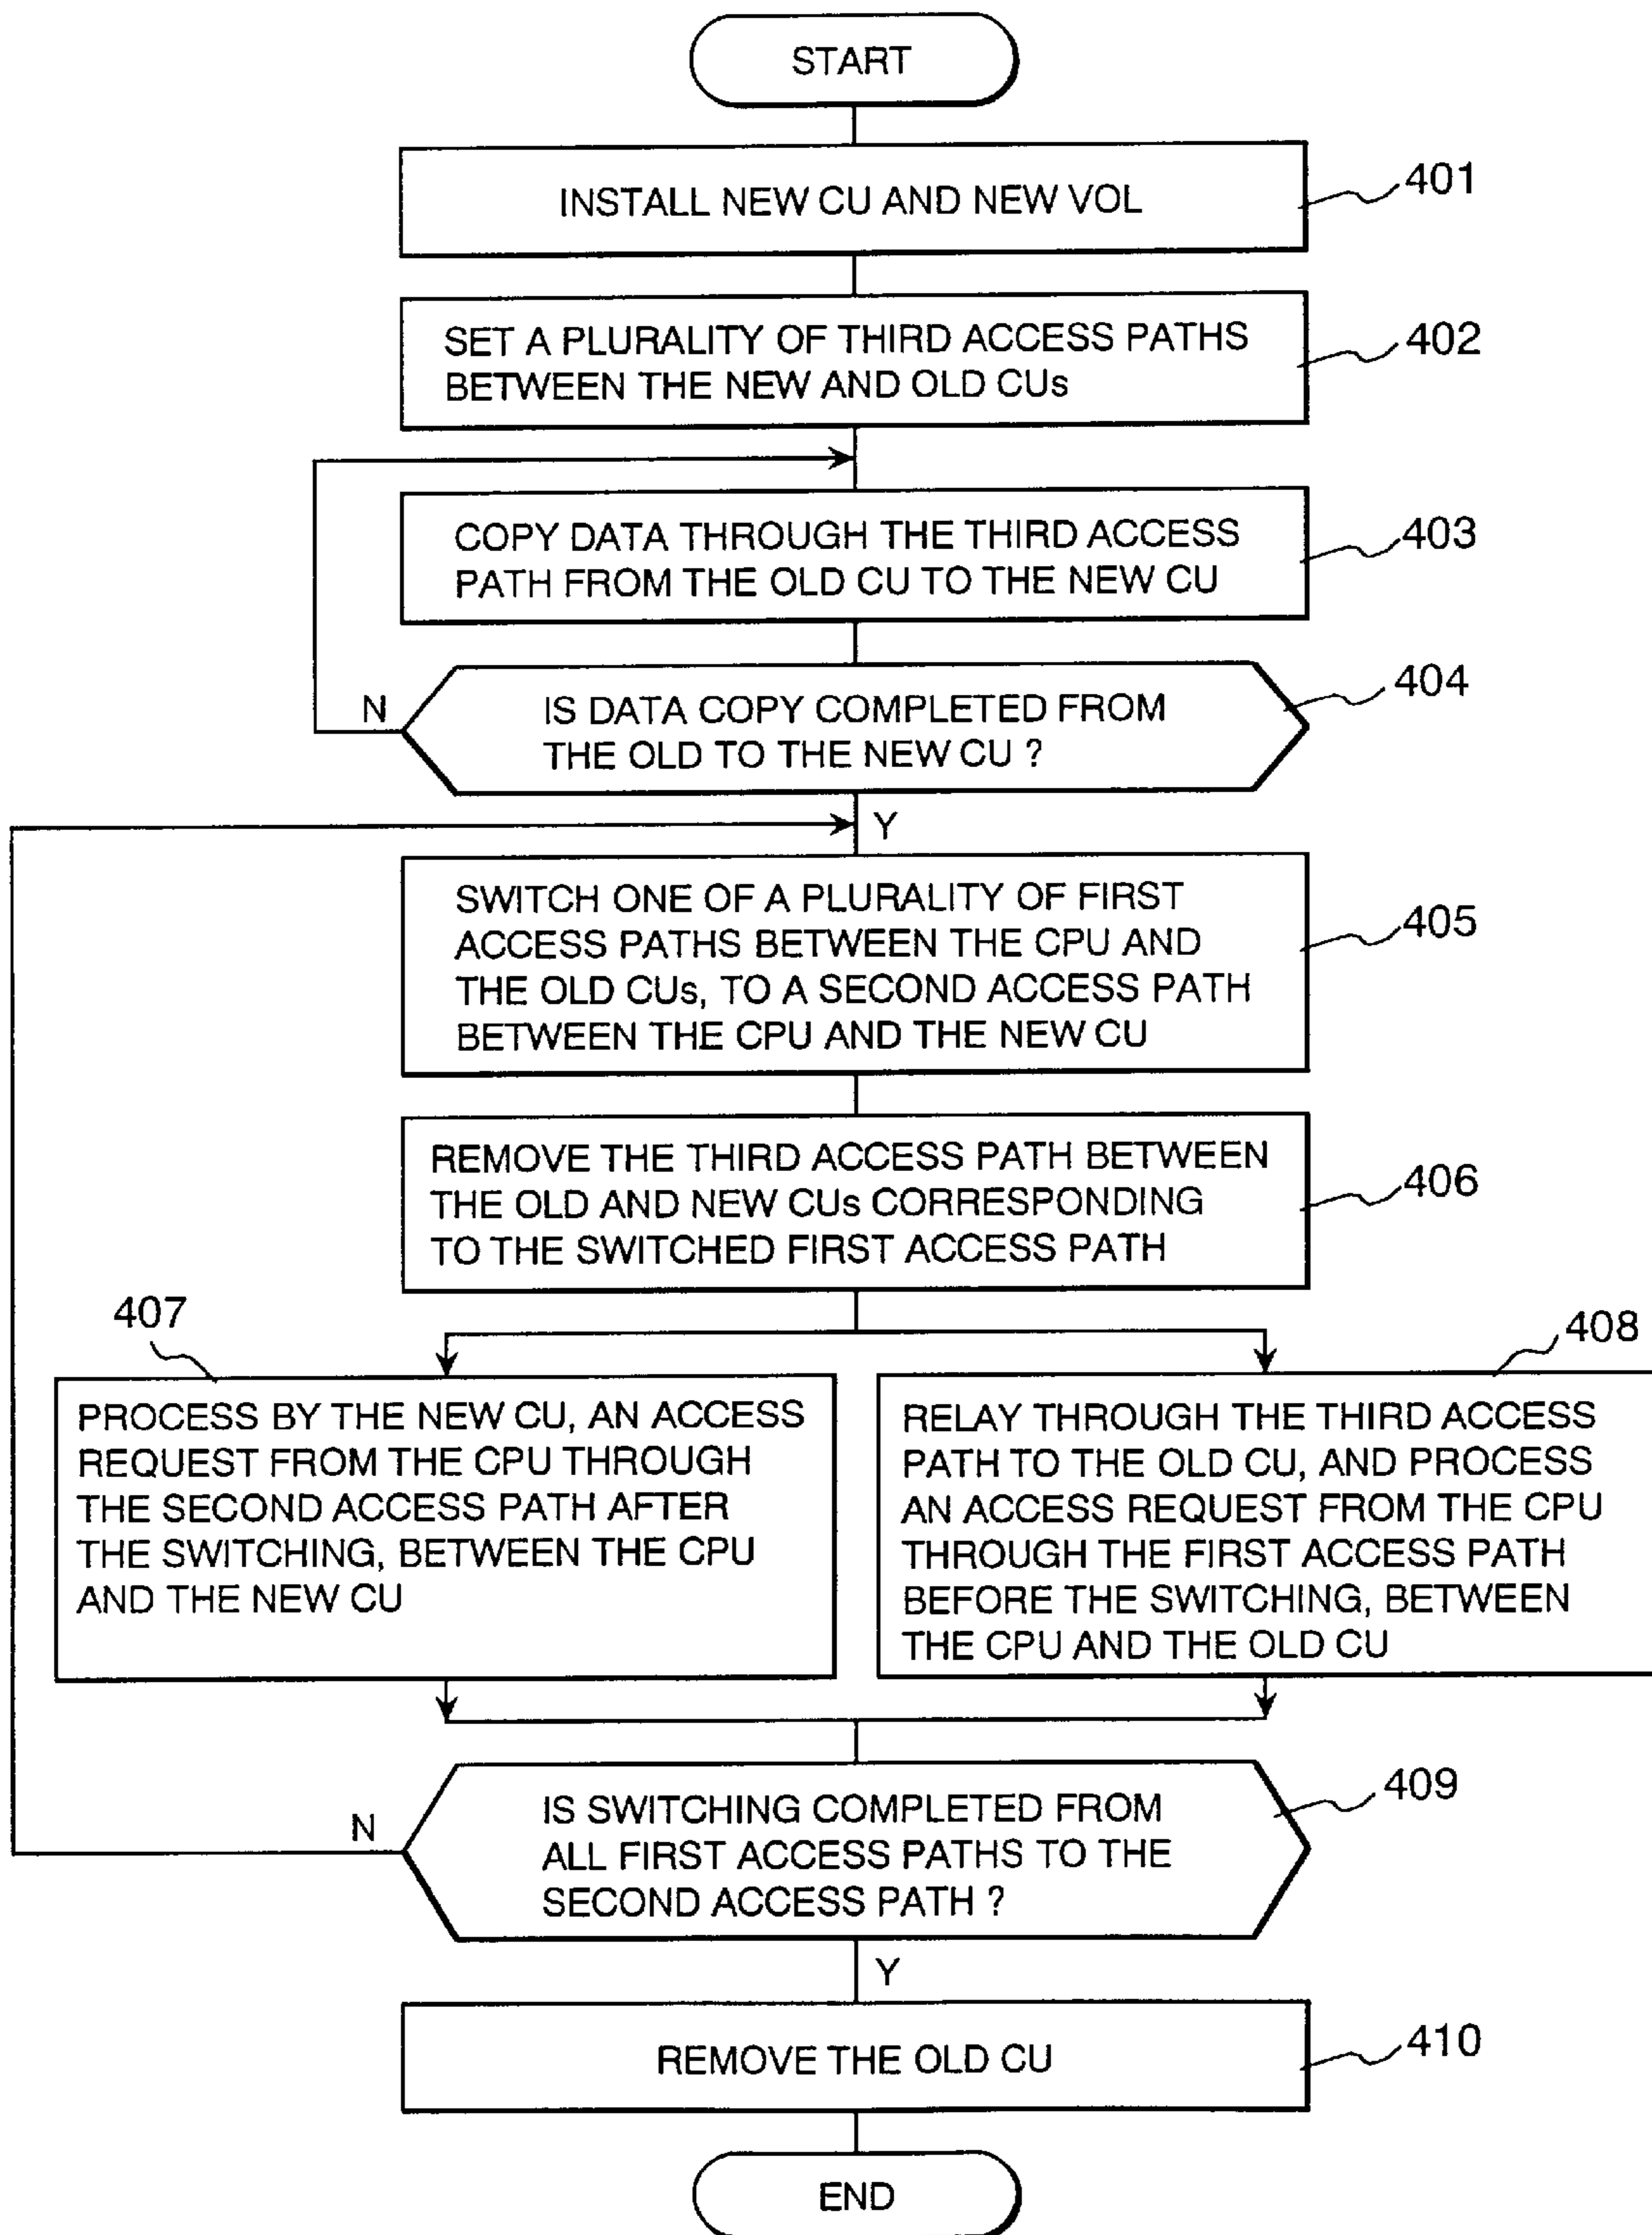 START
INSTALL NEW CU AND NEW VOL
401
SET A PLURALITY OF THIRD ACCESS PATHS
BETWEEN THE NEW AND OLD CUs
402
COPY DATA THROUGH THE THIRD ACCESS
PATH FROM THE OLD CU TO THE NEW CU
403
IS DATA COPY COMPLETED FROM
THE OLD TO THE NEW CU ?
404
N
Y
SWITCH ONE OF A PLURALITY OF FIRST
ACCESS PATHS BETWEEN THE CPU AND
THE OLD CUs, TO A SECOND ACCESS PATH
BETWEEN THE CPU AND THE NEW CU
405
REMOVE THE THIRD ACCESS PATH BETWEEN
THE OLD AND NEW CUs CORRESPONDING
TO THE SWITCHED FIRST ACCESS PATH
406
407
PROCESS BY THE NEW CU, AN ACCESS
REQUEST FROM THE CPU THROUGH
THE SECOND ACCESS PATH AFTER
THE SWITCHING, BETWEEN THE CPU
AND THE NEW CU
408
RELAY THROUGH THE THIRD ACCESS
PATH TO THE OLD CU, AND PROCESS
AN ACCESS REQUEST FROM THE CPU
THROUGH THE FIRST ACCESS PATH
BEFORE THE SWITCHING, BETWEEN
THE CPU AND THE OLD CU
IS SWITCHING COMPLETED FROM
ALL FIRST ACCESS PATHS TO THE
SECOND ACCESS PATH ?
409
N
Y
REMOVE THE OLD CU
410
END